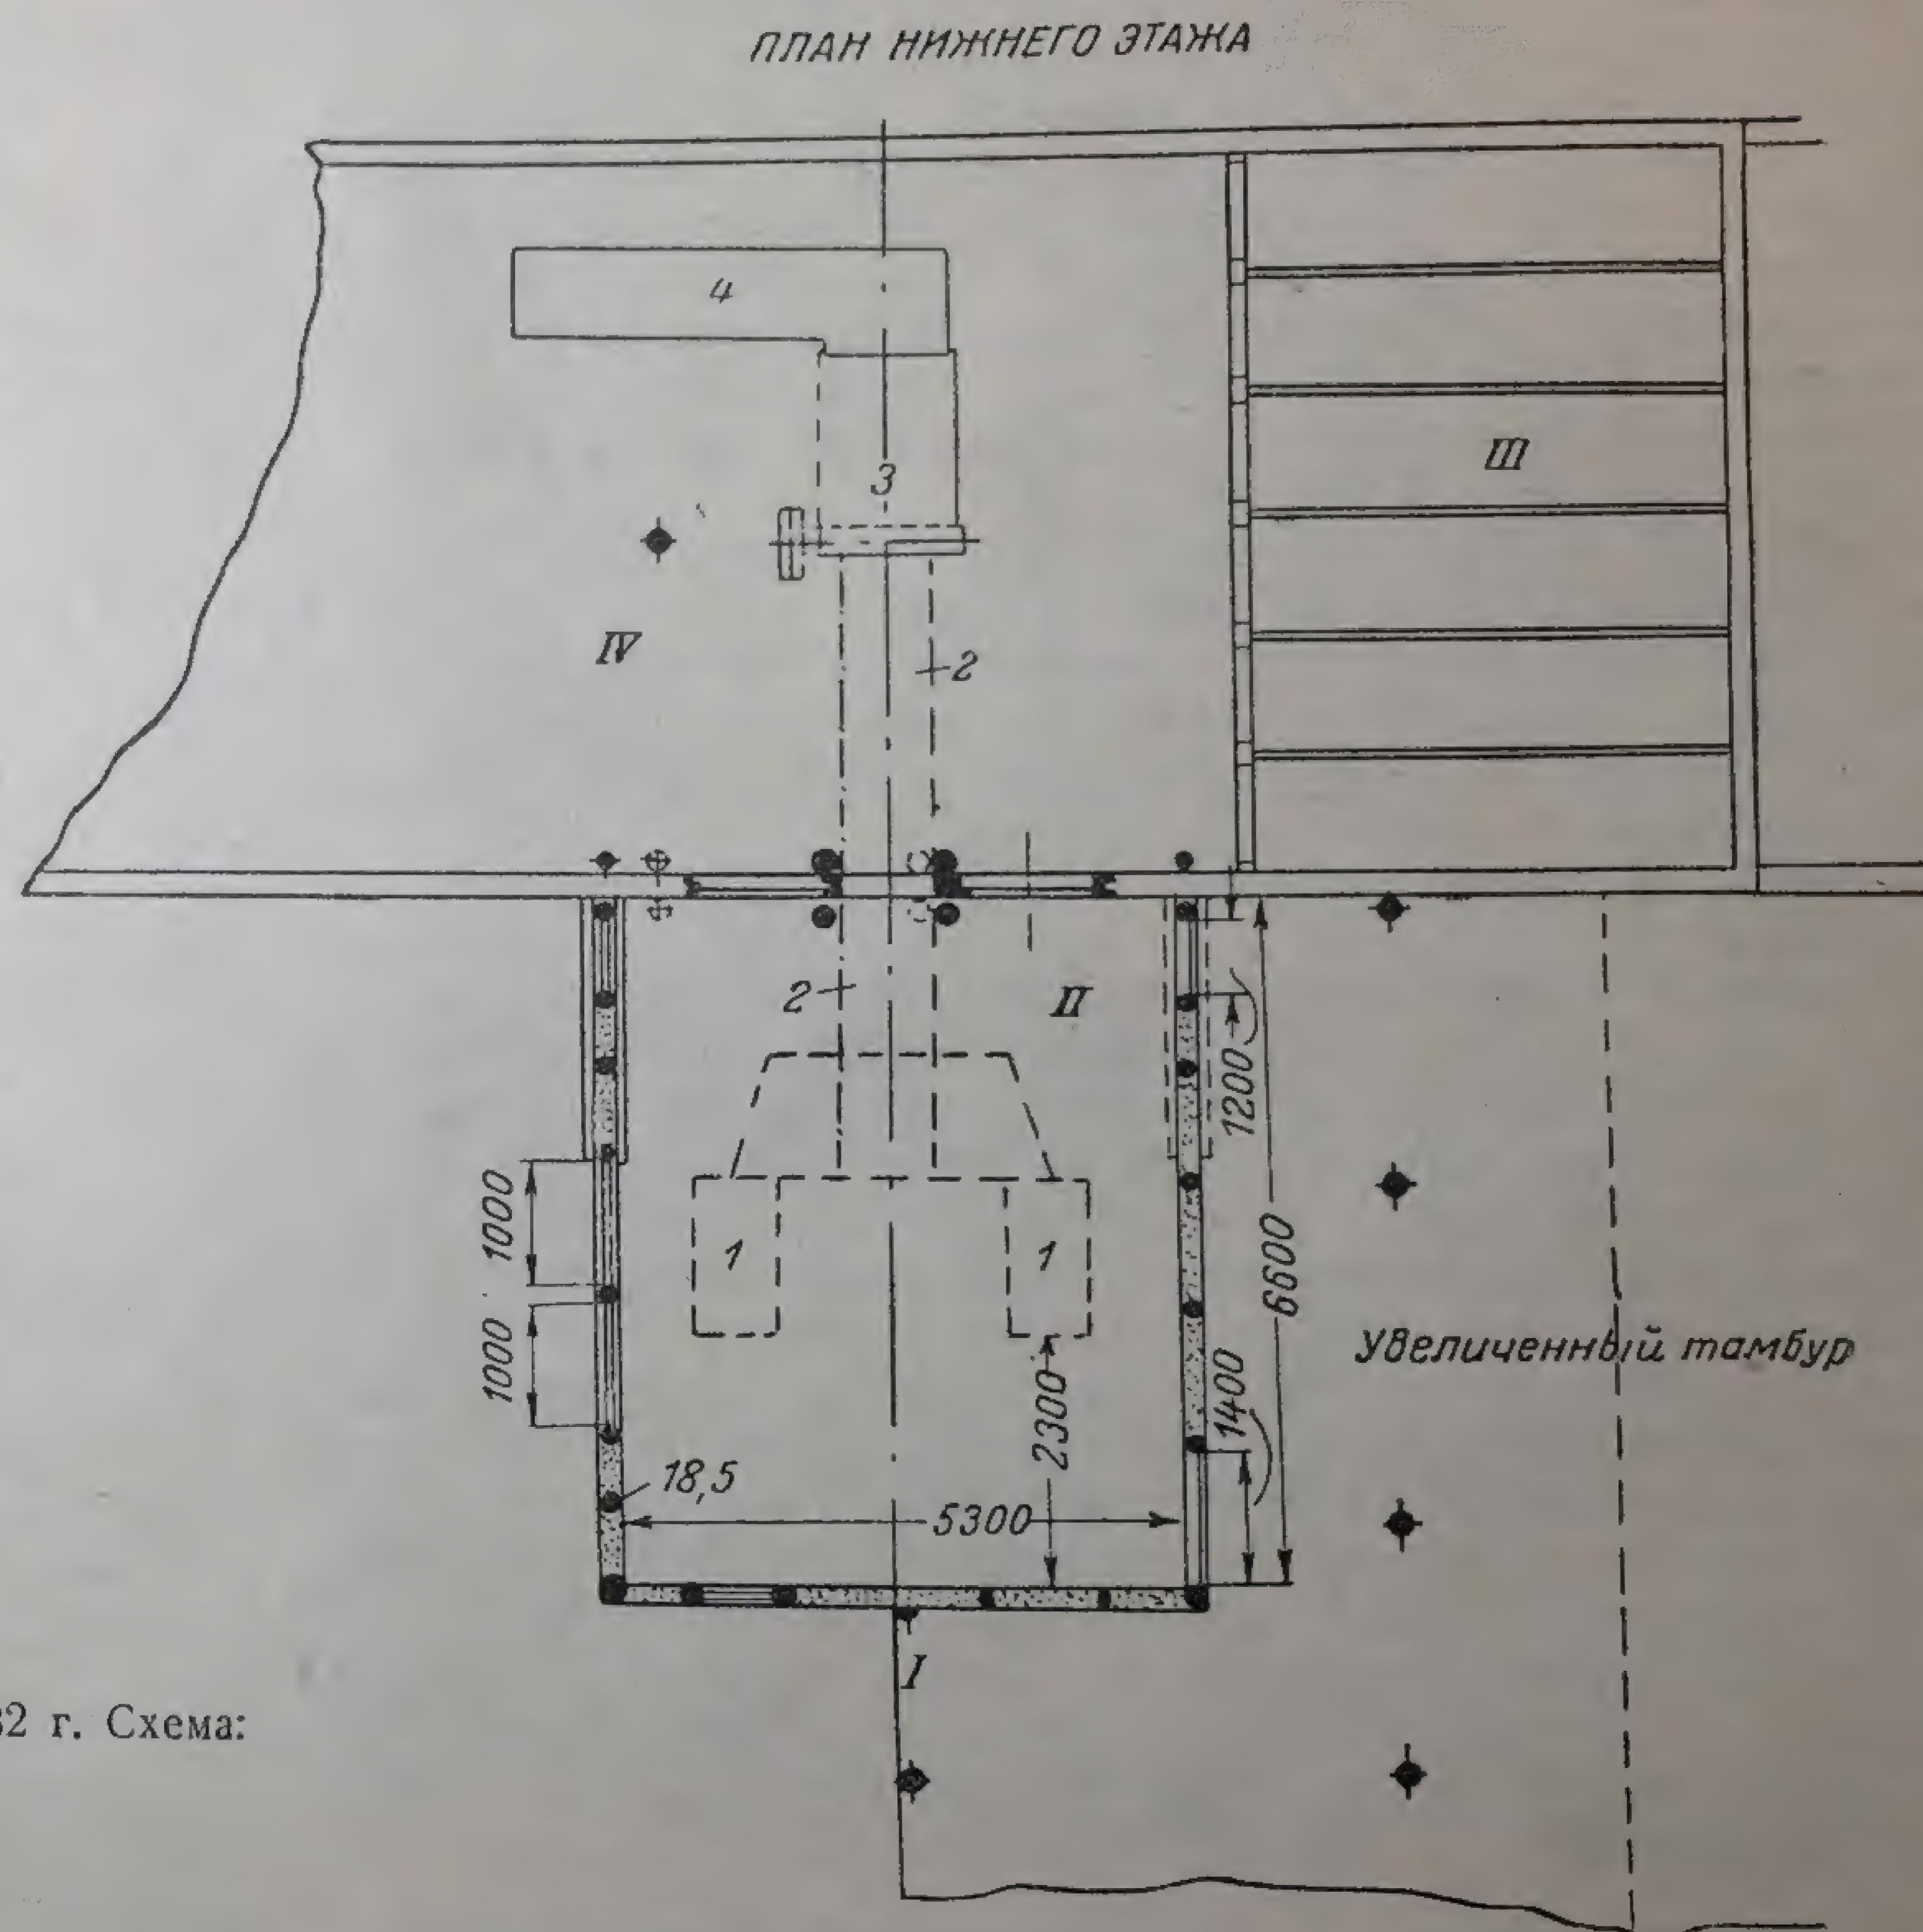 ПЛАН НИЖНЕГО ЭТАЖА
4
III
3
IV
2
2
II
1200
1000
1
1
6600
1000
Увеличенный тамбур
2300
1400
18,5
5300
I
2 г. Схема: